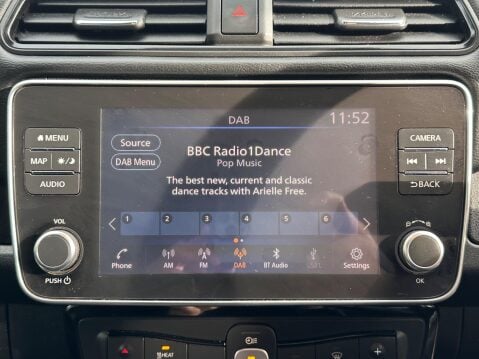 DAB
11:52
MENU
MAP
AUDIO
VOL
PUSH
Source
DAB Menu
BBC Radio1Dance
Pop Music
The best new, current and classic
dance tracks with Arielle Free.
1 2 3 4 5 6
Phone AM FM DAB BT Audio USB Settings
CAMERA
BACK
OK
HEAT